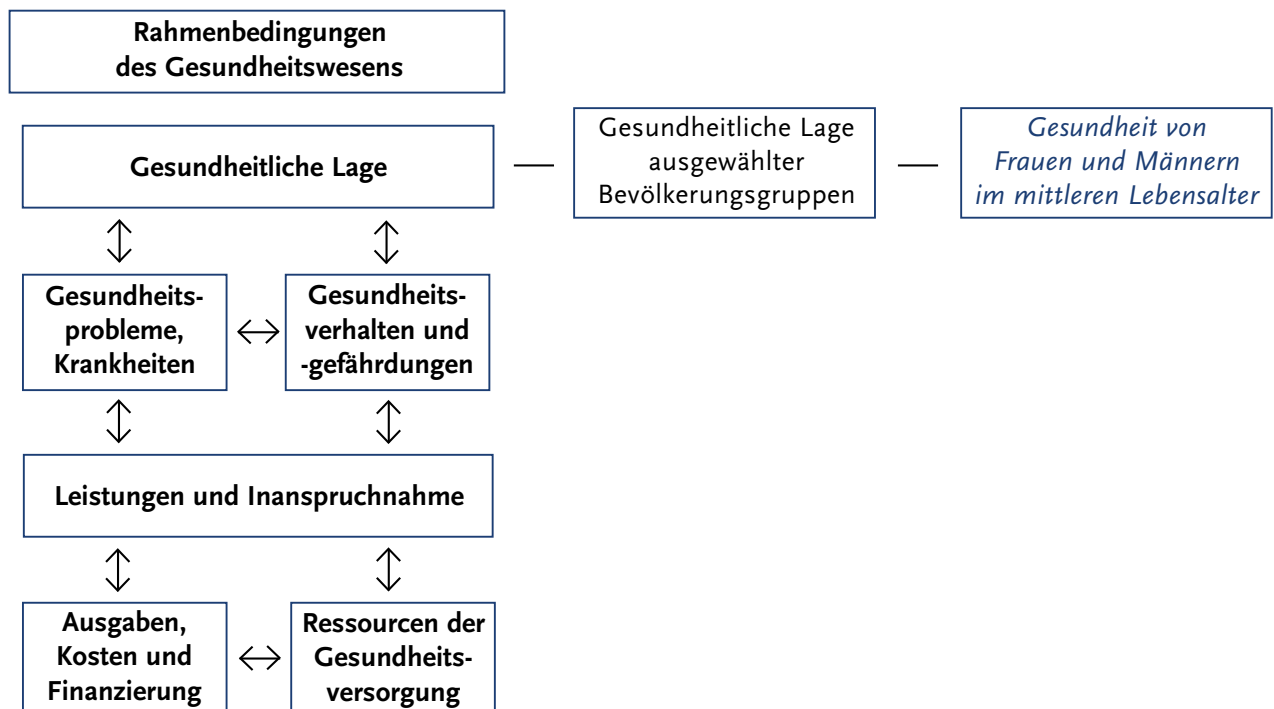 Rahmenbedingungen
des Gesundheitswesens
Gesundheitliche Lage
Gesundheitliche Lage
ausgewählter
Bevölkerungsgruppen
Gesundheit von
Frauen und Männern
im mittleren Lebensalter
Gesundheits-
probleme,
Krankheiten
Gesundheits-
verhalten und
-gefährdungen
Leistungen und Inanspruchnahme
Ausgaben,
Kosten und
Finanzierung
Ressourcen der
Gesundheits-
versorgung